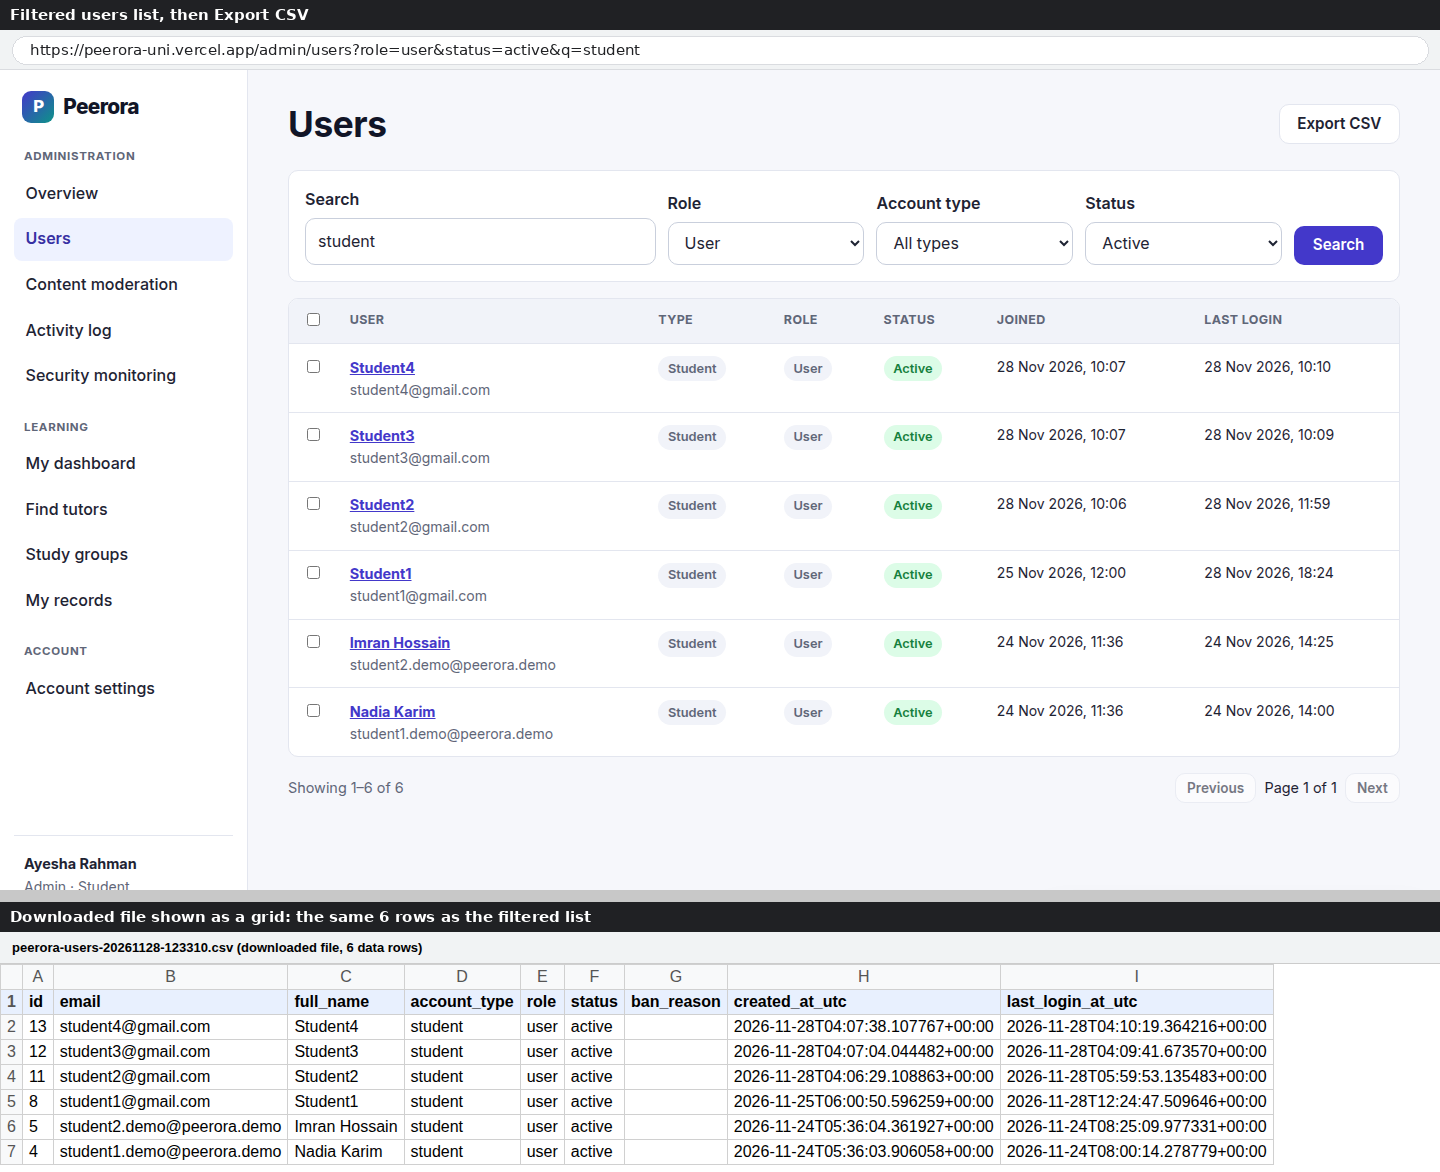 Filtered users list, then Export CSV
https://peerora-uni.vercel.app/admin/users?role=user&status=active&q=student
P Peerora
ADMINISTRATION
Overview
Users
Content moderation
Activity log
Security monitoring
LEARNING
My dashboard
Find tutors
Study groups
My records
ACCOUNT
Account settings
Ayesha Rahman
Admin · Student
Users
Export CSV
Search Role Account type Status
student User All types Active Search
USER TYPE ROLE STATUS JOINED LAST LOGIN
Student4 Student User Active 28 Nov 2026, 10:07 28 Nov 2026, 10:10
student4@gmail.com
Student3 Student User Active 28 Nov 2026, 10:07 28 Nov 2026, 10:09
student3@gmail.com
Student2 Student User Active 28 Nov 2026, 10:06 28 Nov 2026, 11:59
student2@gmail.com
Student1 Student User Active 25 Nov 2026, 12:00 28 Nov 2026, 18:24
student1@gmail.com
Imran Hossain Student User Active 24 Nov 2026, 11:36 24 Nov 2026, 14:25
student2.demo@peerora.demo
Nadia Karim Student User Active 24 Nov 2026, 11:36 24 Nov 2026, 14:00
student1.demo@peerora.demo
Showing 1–6 of 6 Previous Page 1 of 1 Next
Downloaded file shown as a grid: the same 6 rows as the filtered list
peerora-users-20261128-123310.csv (downloaded file, 6 data rows)
A B C D E F G H I
1 id email full_name account_type role status ban_reason created_at_utc last_login_at_utc
2 13 student4@gmail.com Student4 student user active 2026-11-28T04:07:38.107767+00:00 2026-11-28T04:10:19.364216+00:00
3 12 student3@gmail.com Student3 student user active 2026-11-28T04:07:04.044482+00:00 2026-11-28T04:09:41.673570+00:00
4 11 student2@gmail.com Student2 student user active 2026-11-28T04:06:29.108863+00:00 2026-11-28T05:59:53.135483+00:00
5 8 student1@gmail.com Student1 student user active 2026-11-25T06:00:50.596259+00:00 2026-11-28T12:24:47.509646+00:00
6 5 student2.demo@peerora.demo Imran Hossain student user active 2026-11-24T05:36:04.361927+00:00 2026-11-24T08:25:09.977331+00:00
7 4 student1.demo@peerora.demo Nadia Karim student user active 2026-11-24T05:36:03.906058+00:00 2026-11-24T08:00:14.278779+00:00